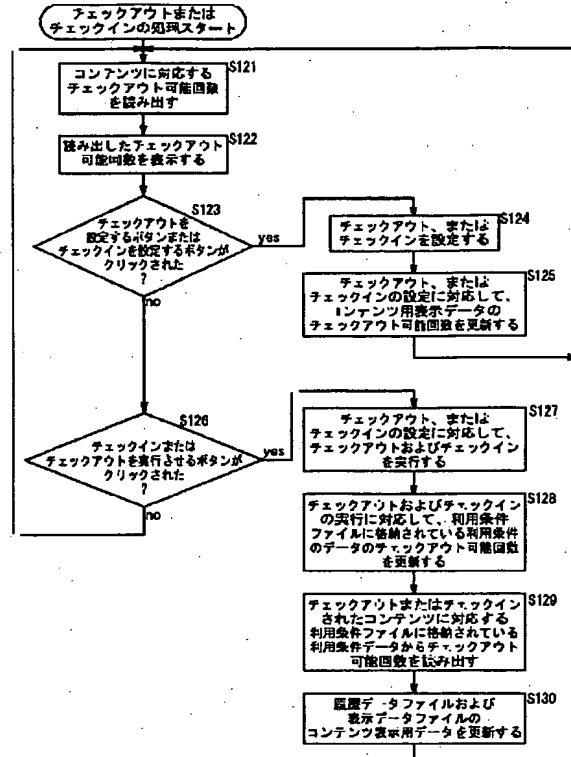 チェックアウトまたは
チェックインの処理スタート
S121
コンテンツに対応する
チェックアウト可能回数
を読み出す
S122
読み出したチェックアウト
可能回数を表示する
S123
チェックアウトを
設定するボタンまたは
チェックインを設定するボタンが
クリックされた
?
yes
no
S124
チェックアウト、または
チェックインを設定する
S125
チェックアウト、または
チェックインの設定に対応して、
コンテンツ用表示データの
チェックアウト可能回数を更新する
S126
チェックインまたは
チェックアウトを実行させるボタンが
クリックされた
?
yes
no
S127
チェックアウト、または
チェックインの設定に対応して、
チェックアウトおよびチェックイン
を実行する
S128
チェックアウトおよびチェックイン
の実行に対応して、利用条件
ファイルに格納されている利用条件
のデータのチェックアウト可能回数
を更新する
S129
チェックアウトまたはチェックイン
されたコンテンツに対応する
利用条件ファイルに格納されている
利用条件データからチェックアウト
可能回数を読み出す
S130
履歴データファイルおよび
表示データファイルの
コンテンツ表示用データを更新する